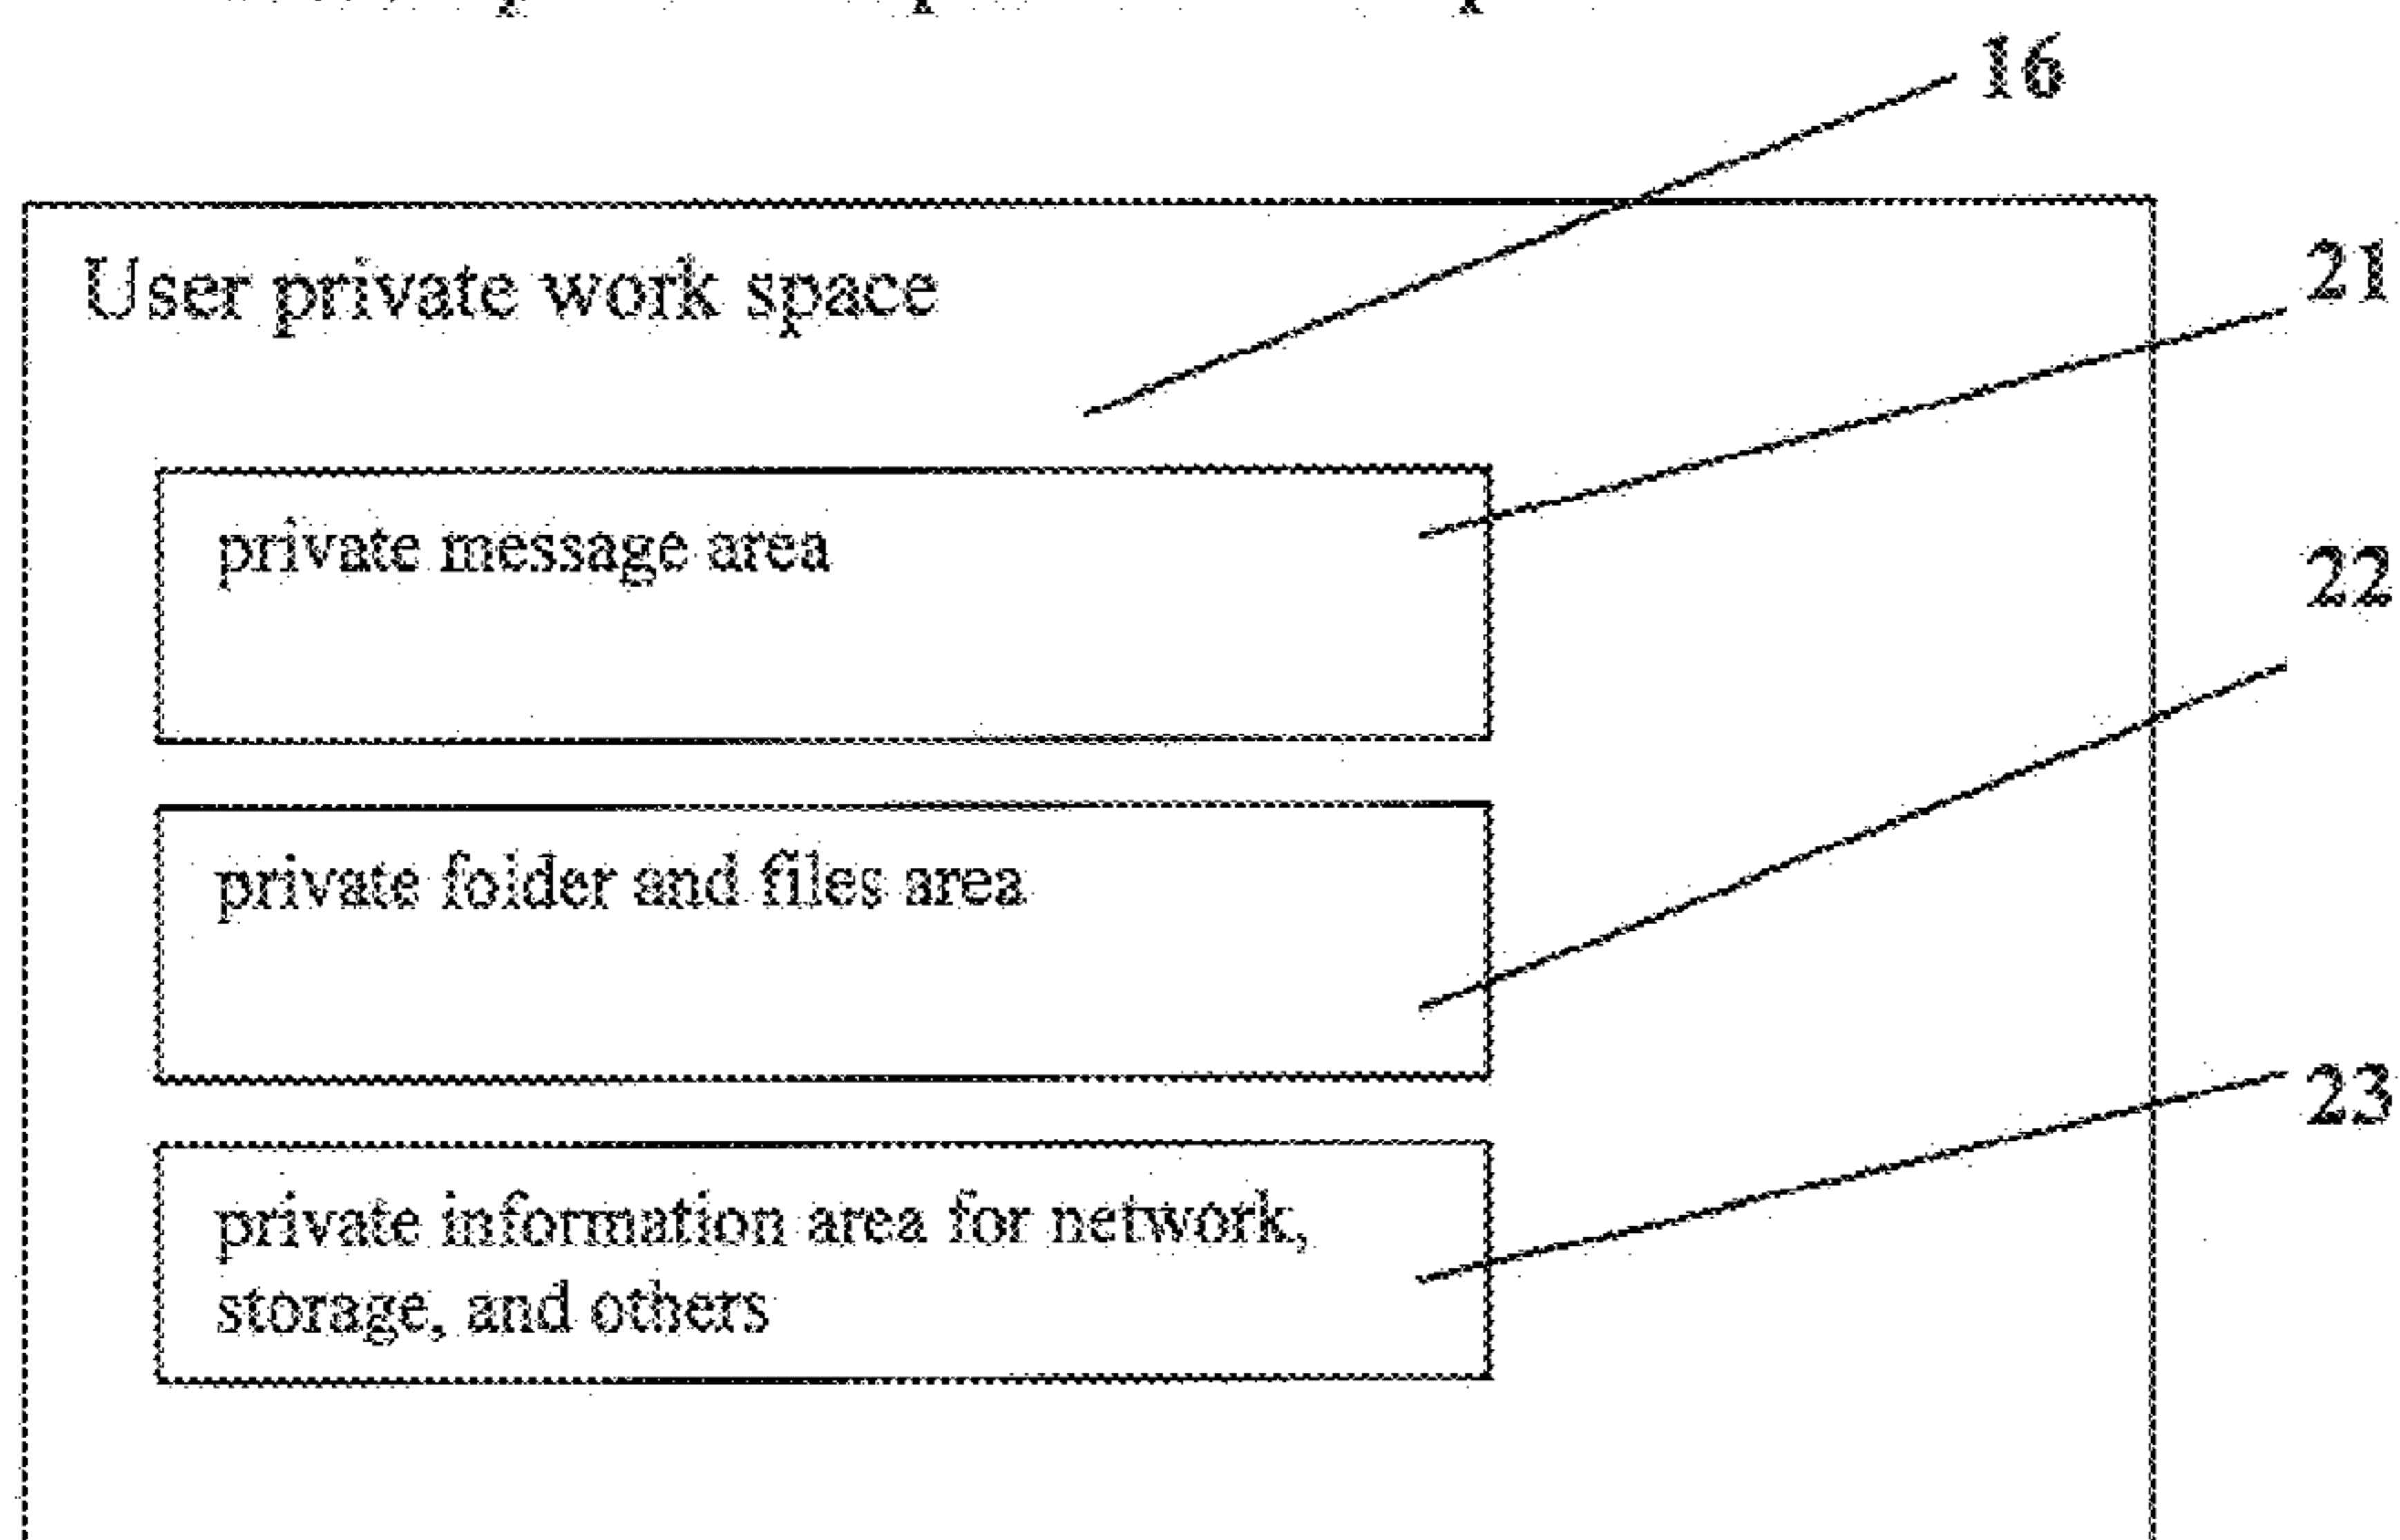 16
User private work space
21
private message area
22
private folder and files area
23
private information area for network,
storage, and others